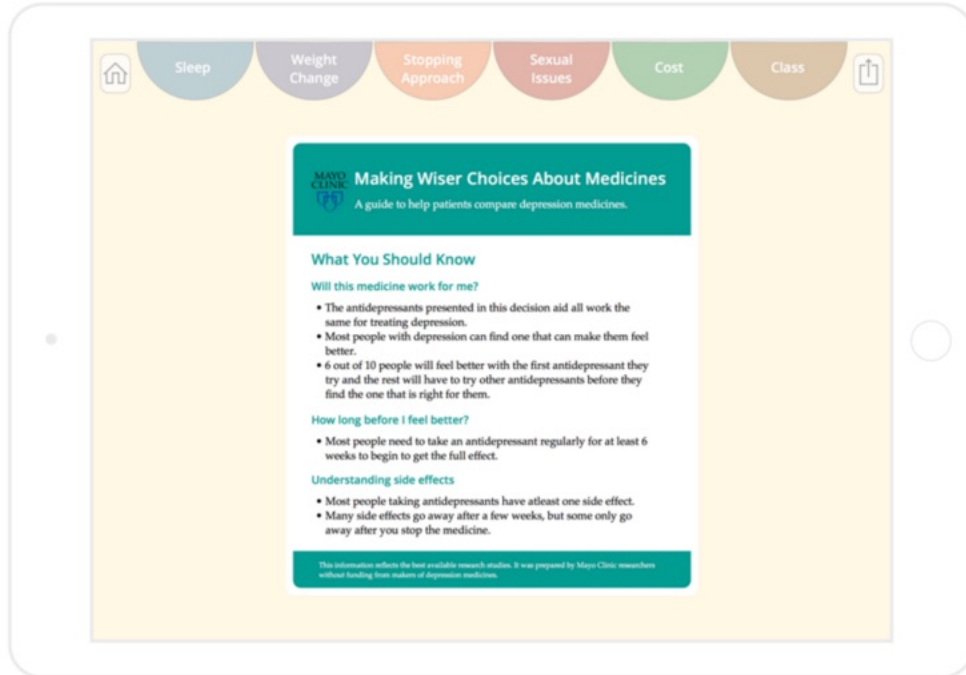 Sleep
Weight
Change
Stopping
Approach
Sexual
Issues
Cost
Class
MAYO
CLINIC
Making Wiser Choices About Medicines
A guide to help patients compare depression medicines.
What You Should Know
Will this medicine work for me?
• The antidepressants presented in this decision aid all work the
same for treating depression.
• Most people with depression can find one that can make them feel
better.
• 6 out of 10 people will feel better with the first antidepressant they
try and the rest will have to try other antidepressants before they
find the one that is right for them.
How long before I feel better?
• Most people need to take an antidepressant regularly for at least 6
weeks to begin to get the full effect.
Understanding side effects
• Most people taking antidepressants have atleast one side effect.
• Many side effects go away after a few weeks, but some only go
away after you stop the medicine.
This information reflects the best available research studies. It was prepared by Mayo Clinic researchers
without funding from makers of depression medicines.